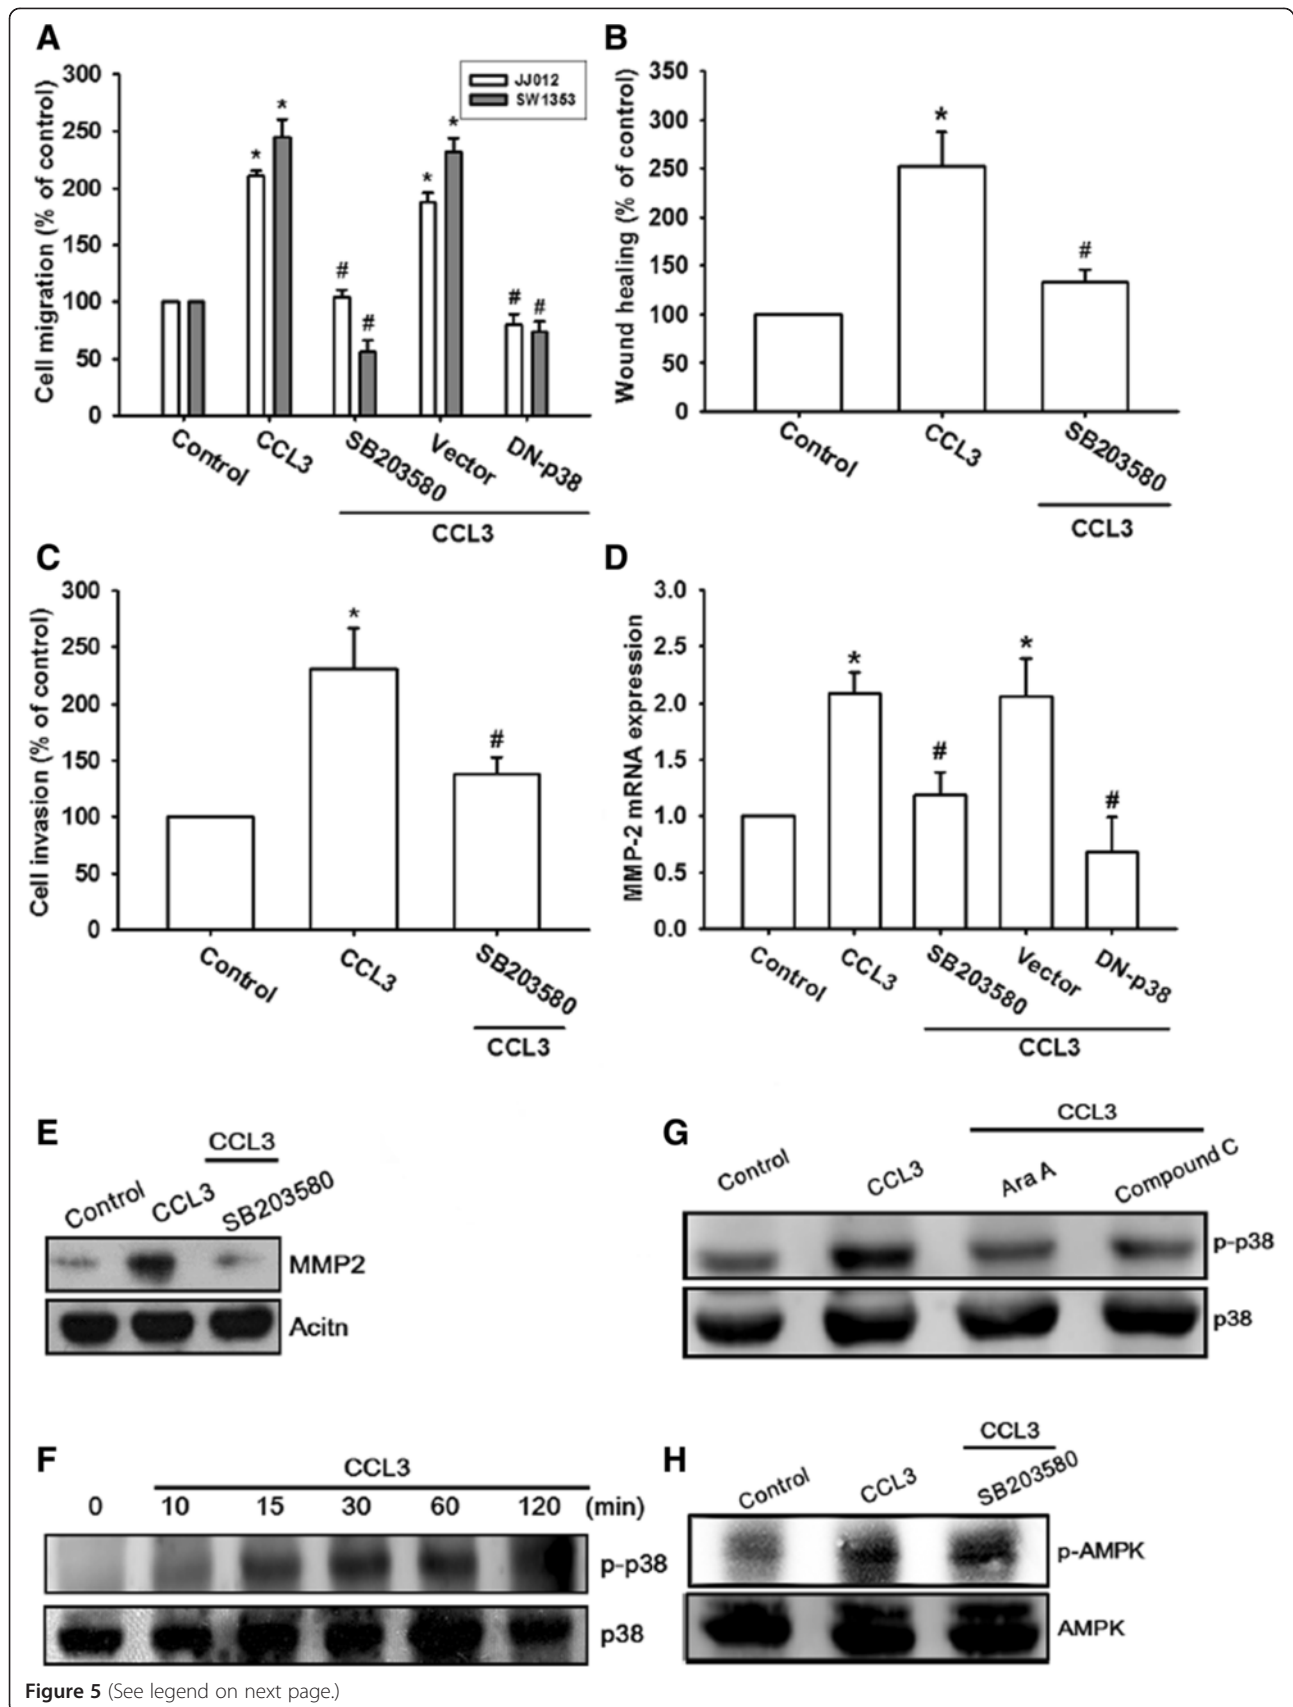 A
Cell migration (% of control)
300
250
200
150
100
50
0
JJ012
SW1353
* * # # * * # #
Control CCL3 SB203580 Vector DN-p38
CCL3
B
Wound healing (% of control)
350
300
250
200
150
100
50
0
* #
Control CCL3 SB203580
CCL3
C
Cell invasion (% of control)
300
250
200
150
100
50
0
* #
Control CCL3 SB203580
CCL3
D
MMP-2 mRNA expression
3.0
2.5
2.0
1.5
1.0
0.5
0.0
* # * #
Control CCL3 SB203580 Vector DN-p38
CCL3
E
CCL3
Control CCL3 SB203580
MMP2
Acitn
G
CCL3
Control CCL3 Ara A Compound C
p-p38
p38
F
CCL3
0 10 15 30 60 120 (min)
p-p38
p38
H
CCL3
Control CCL3 SB203580
p-AMPK
AMPK
Figure 5 (See legend on next page.)